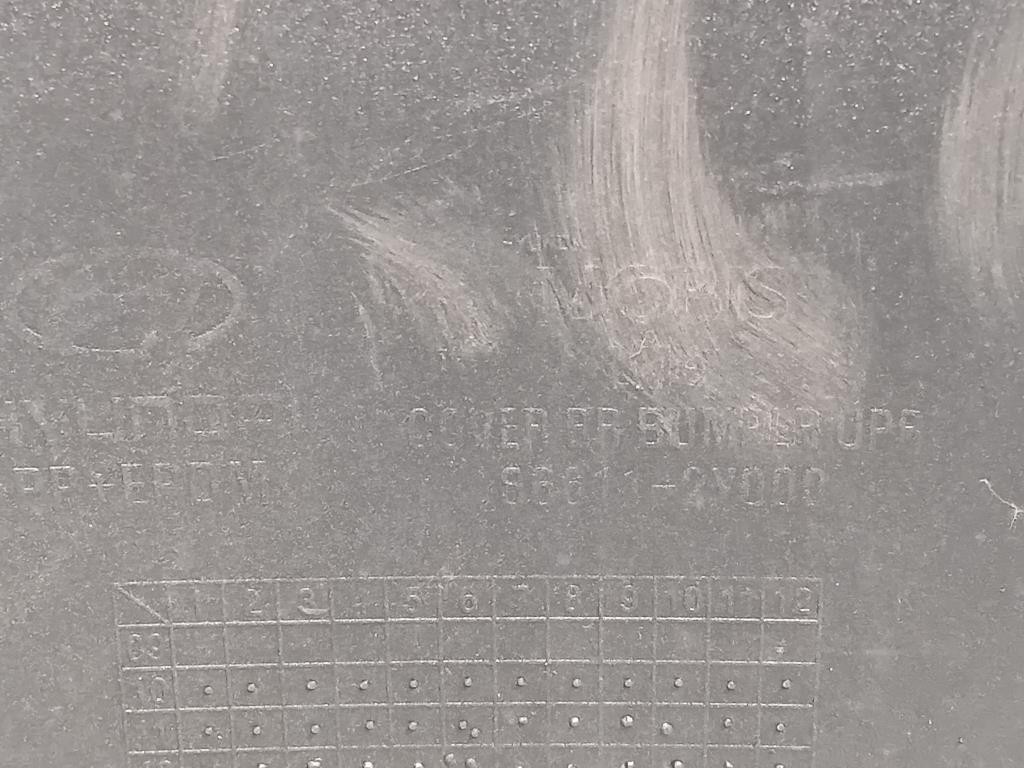 MOBIS
HYUNDAI
COVER RR BUMPER UPR
PP+EPDM
86611-2Y000
1 2 3 4 5 6 7 8 9 10 11 12
09
10
11